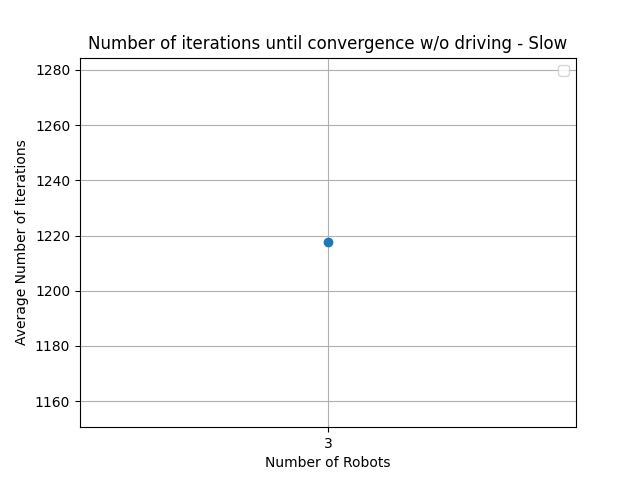 Number of iterations until convergence w/o driving - Slow
1280
1260
1240
1220
1200
1180
1160
Average Number of Iterations
3
Number of Robots